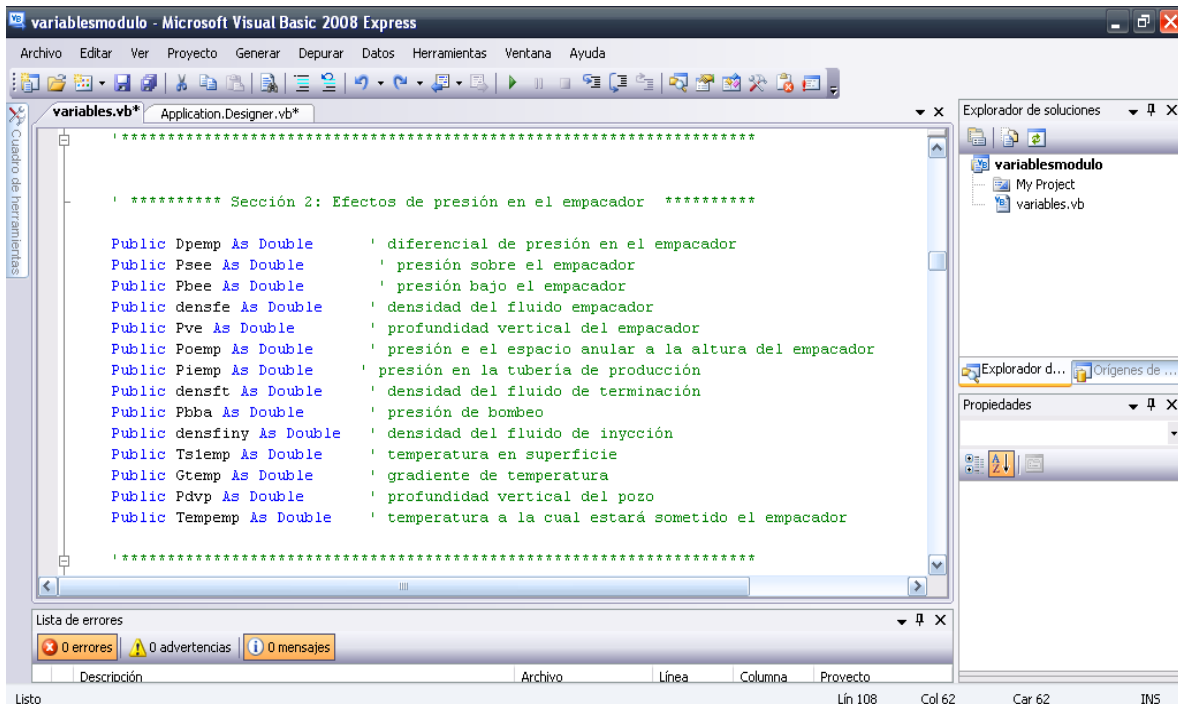 variablesmodulo - Microsoft Visual Basic 2008 Express
Archivo Editar Ver Proyecto Generar Depurar Datos Herramientas Ventana Ayuda
variables.vb* Application.Designer.vb*
Cuadro de herramientas
'**********************************************************************
' ********** Sección 2: Efectos de presión en el empacador **********
Public Dpemp As Double ' diferencial de presión en el empacador
Public Psee As Double ' presión sobre el empacador
Public Pbee As Double ' presión bajo el empacador
Public densfe As Double ' densidad del fluido empacador
Public Pve As Double ' profundidad vertical del empacador
Public Poemp As Double ' presión e el espacio anular a la altura del empacador
Public Piemp As Double ' presión en la tubería de producción
Public densft As Double ' densidad del fluido de terminación
Public Pbba As Double ' presión de bombeo
Public densfiny As Double ' densidad del fluido de inycción
Public Ts1emp As Double ' temperatura en superficie
Public Gtemp As Double ' gradiente de temperatura
Public Pdvp As Double ' profundidad vertical del pozo
Public Tempemp As Double ' temperatura a la cual estará sometido el empacador
'**********************************************************************
Explorador de soluciones
variablesmodulo
My Project
variables.vb
Explorador d... Orígenes de ...
Propiedades
Lista de errores
0 errores 0 advertencias 0 mensajes
Descripción Archivo Línea Columna Proyecto
Listo Lín 108 Col 62 Car 62 INS